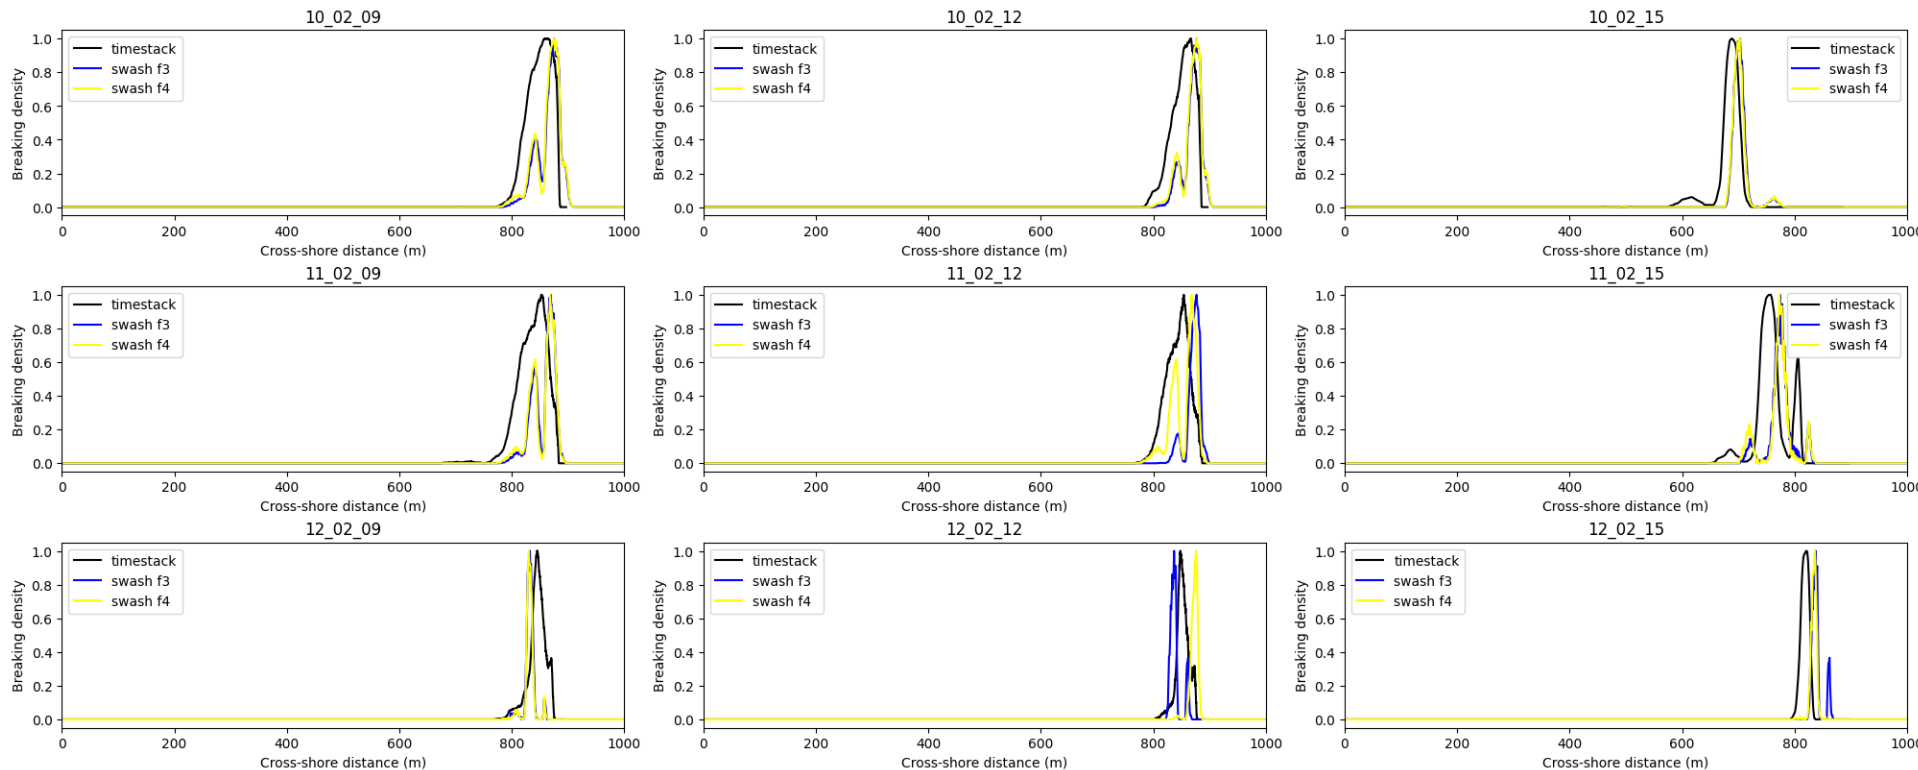 10_02_09
10_02_12
10_02_15
Breaking density
1.0
0.8
0.6
0.4
0.2
0.0
timestack
swash f3
swash f4
0 200 400 600 800 1000
Cross-shore distance (m)
Breaking density
1.0
0.8
0.6
0.4
0.2
0.0
timestack
swash f3
swash f4
0 200 400 600 800 1000
Cross-shore distance (m)
Breaking density
1.0
0.8
0.6
0.4
0.2
0.0
timestack
swash f3
swash f4
0 200 400 600 800 100
Cross-shore distance (m)
11_02_09
11_02_12
11_02_15
Breaking density
1.0
0.8
0.6
0.4
0.2
0.0
timestack
swash f3
swash f4
0 200 400 600 800 1000
Cross-shore distance (m)
Breaking density
1.0
0.8
0.6
0.4
0.2
0.0
timestack
swash f3
swash f4
0 200 400 600 800 1000
Cross-shore distance (m)
Breaking density
1.0
0.8
0.6
0.4
0.2
0.0
timestack
swash f3
swash f4
0 200 400 600 800 100
Cross-shore distance (m)
12_02_09
12_02_12
12_02_15
Breaking density
1.0
0.8
0.6
0.4
0.2
0.0
timestack
swash f3
swash f4
0 200 400 600 800 1000
Cross-shore distance (m)
Breaking density
1.0
0.8
0.6
0.4
0.2
0.0
timestack
swash f3
swash f4
0 200 400 600 800 1000
Cross-shore distance (m)
Breaking density
1.0
0.8
0.6
0.4
0.2
0.0
timestack
swash f3
swash f4
0 200 400 600 800 100
Cross-shore distance (m)